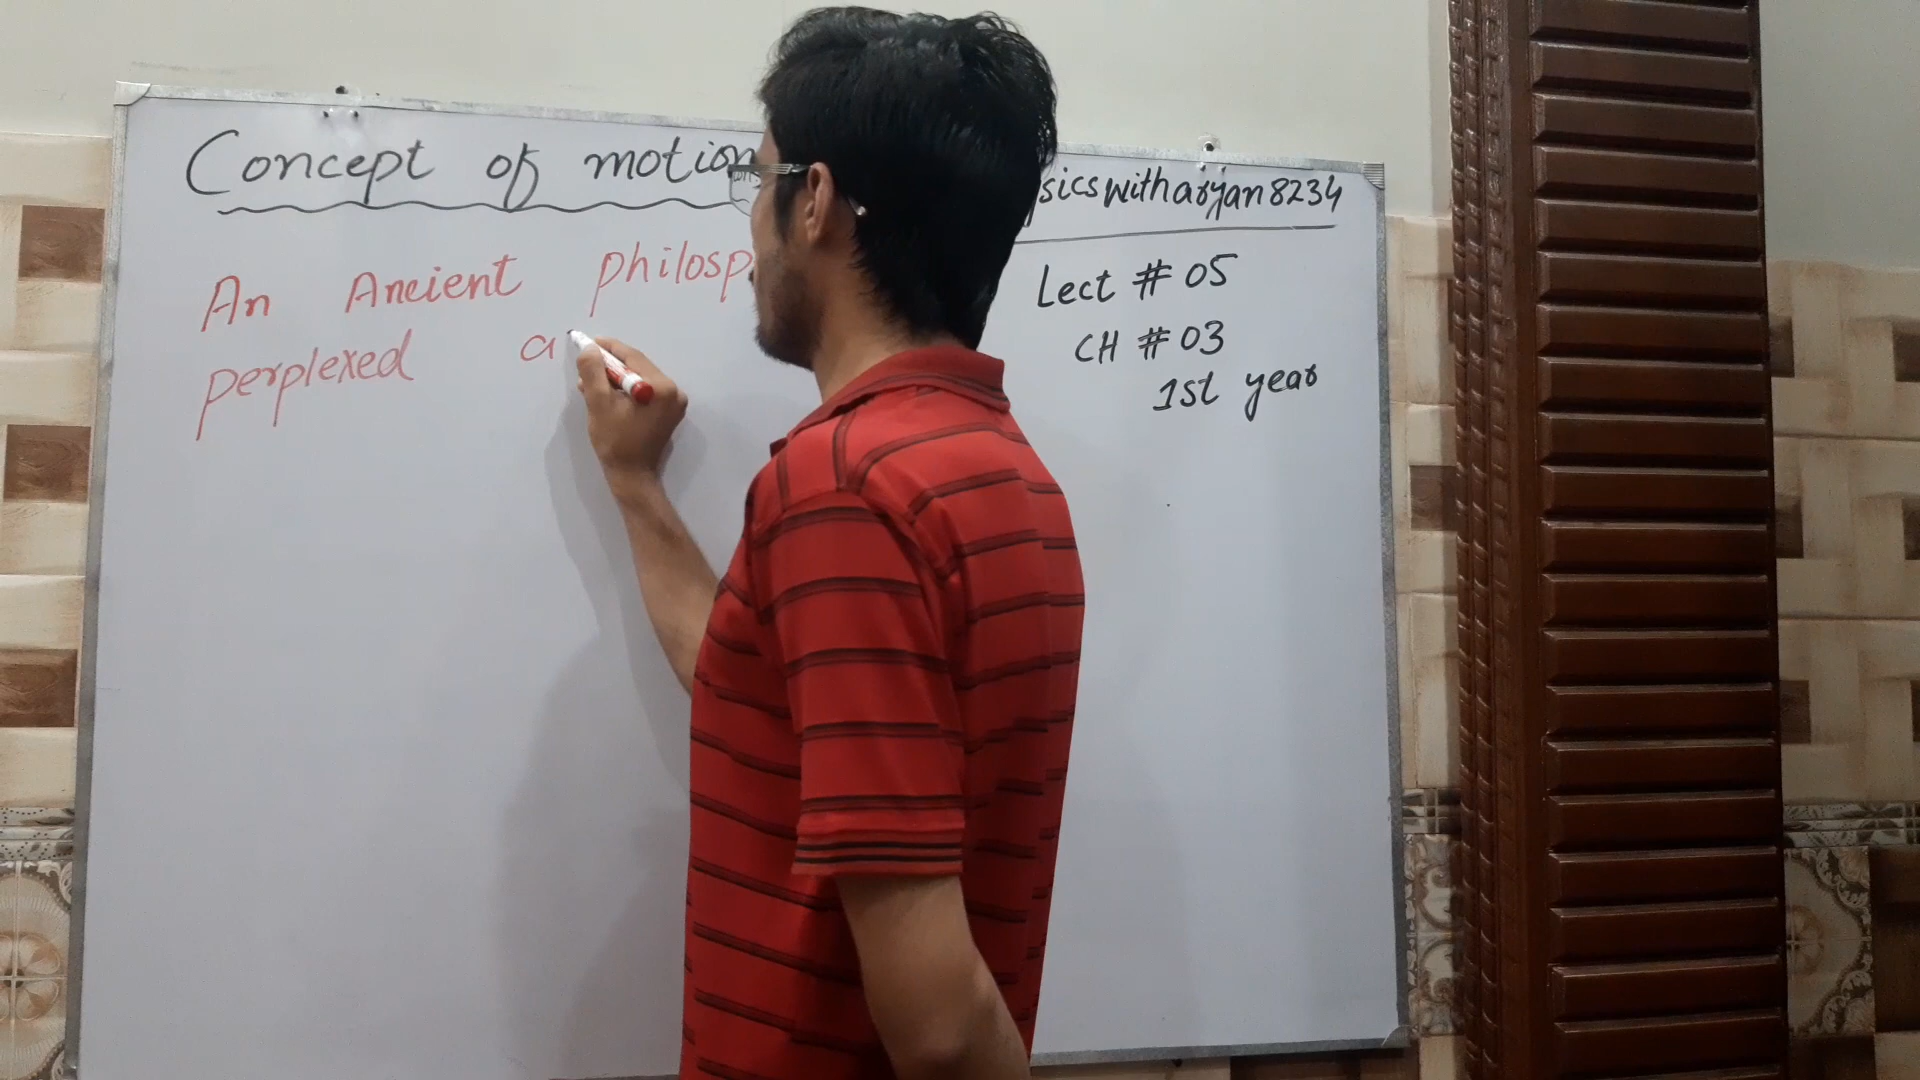 Concept of motion
sicswitharyan8234
An Ancient philosp
perplexed a
Lect # 05
CH # 03
1st year